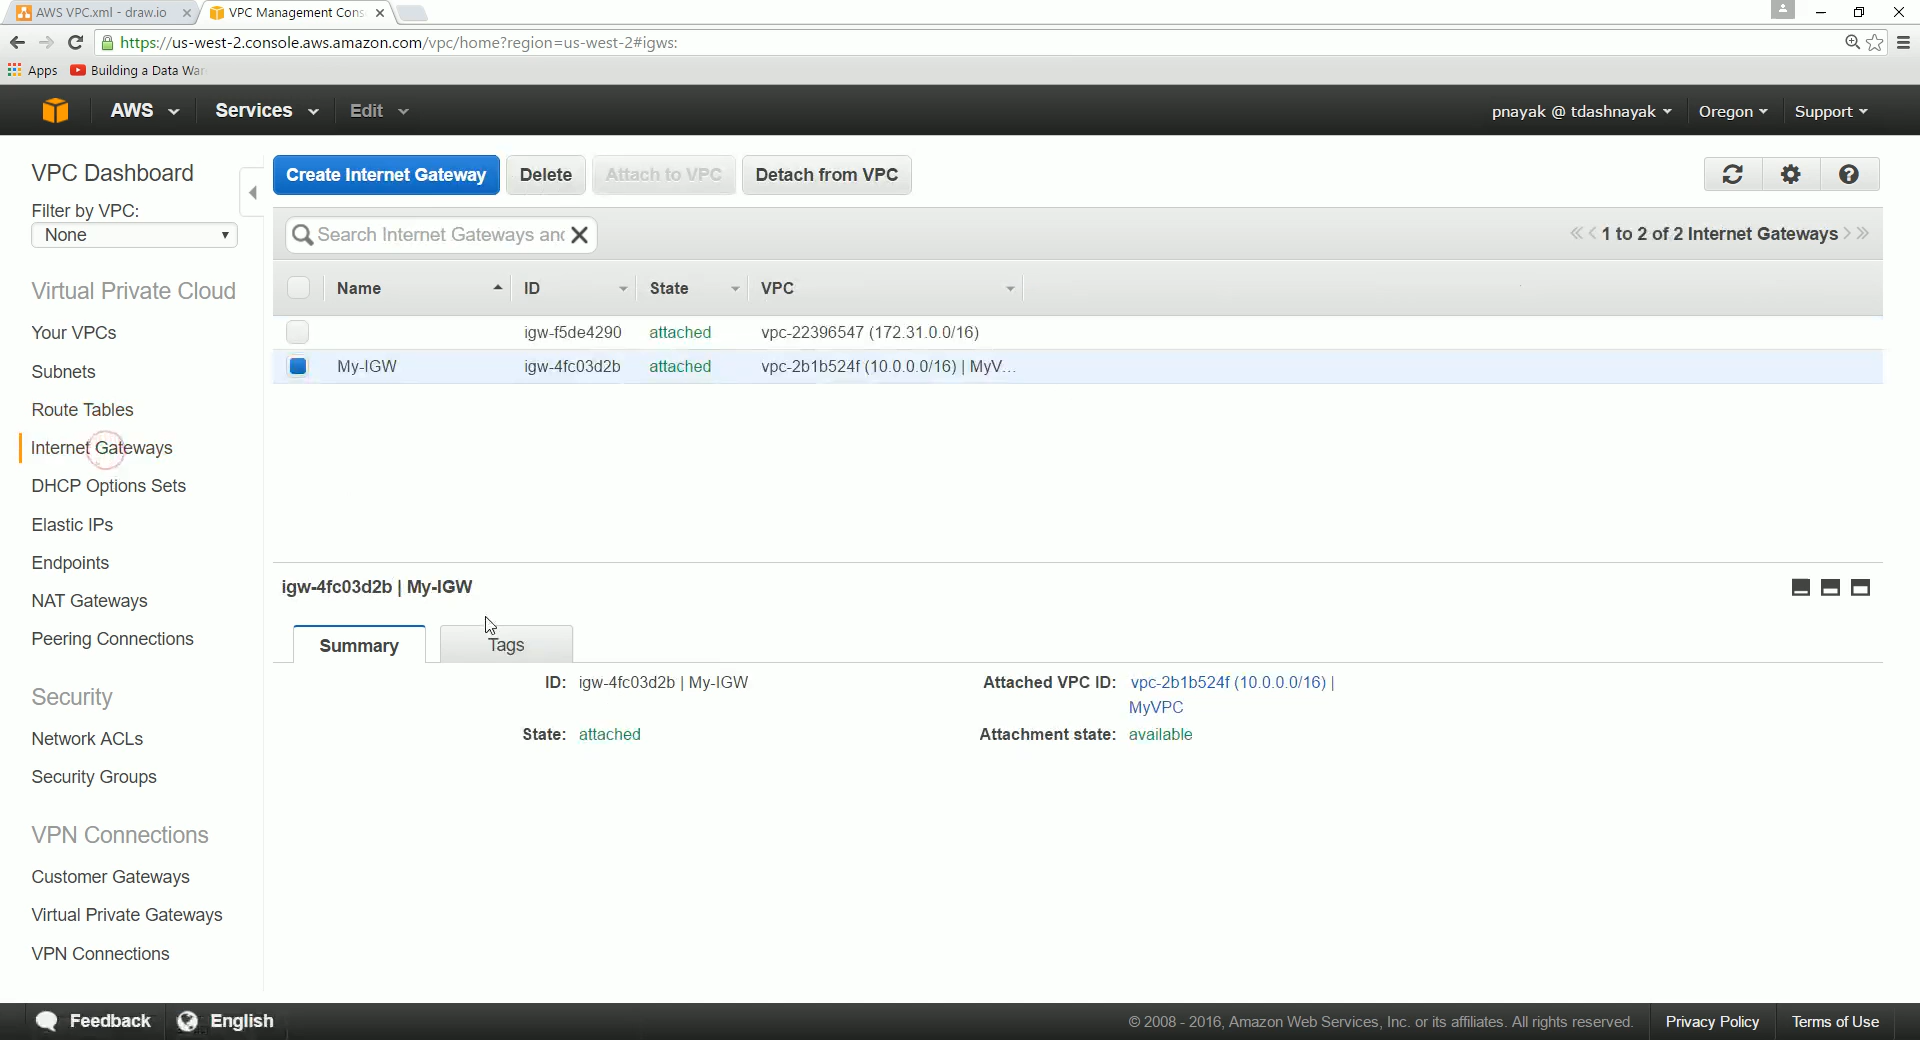 AWS VPC.xml - draw.io
VPC Management Cons
https://us-west-2.console.aws.amazon.com/vpc/home?region=us-west-2#igws:
Apps
Building a Data War
AWS
Services
Edit
pnayak @ tdashnayak
Oregon
Support
VPC Dashboard
Filter by VPC:
None
Virtual Private Cloud
Your VPCs
Subnets
Route Tables
Internet Gateways
DHCP Options Sets
Elastic IPs
Endpoints
NAT Gateways
Peering Connections
Security
Network ACLs
Security Groups
VPN Connections
Customer Gateways
Virtual Private Gateways
VPN Connections
Create Internet Gateway
Delete
Attach to VPC
Detach from VPC
Search Internet Gateways and
1 to 2 of 2 Internet Gateways
Name ID State VPC
igw-f5de4290 attached vpc-22396547 (172.31.0.0/16)
My-IGW igw-4fc03d2b attached vpc-2b1b524f (10.0.0.0/16) | MyV...
igw-4fc03d2b | My-IGW
Summary
Tags
ID: igw-4fc03d2b | My-IGW
Attached VPC ID: vpc-2b1b524f (10.0.0.0/16) |
MyVPC
State: attached
Attachment state: available
Feedback
English
© 2008 - 2016, Amazon Web Services, Inc. or its affiliates. All rights reserved.
Privacy Policy
Terms of Use